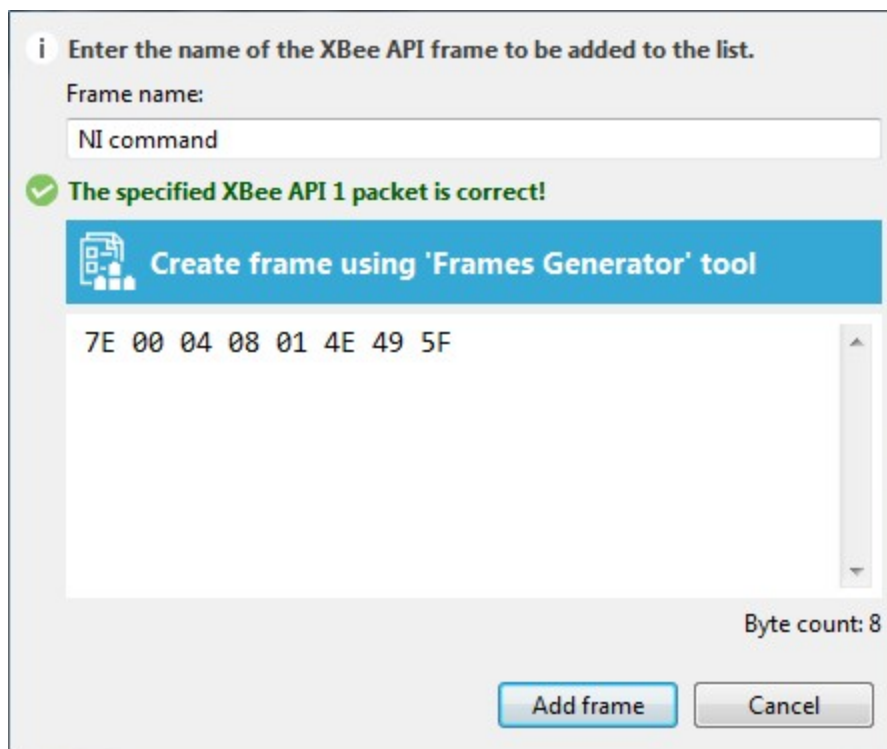 i Enter the name of the XBee API frame to be added to the list.
Frame name:
NI command
The specified XBee API 1 packet is correct!
Create frame using 'Frames Generator' tool
7E 00 04 08 01 4E 49 5F
Byte count: 8
Add frame Cancel